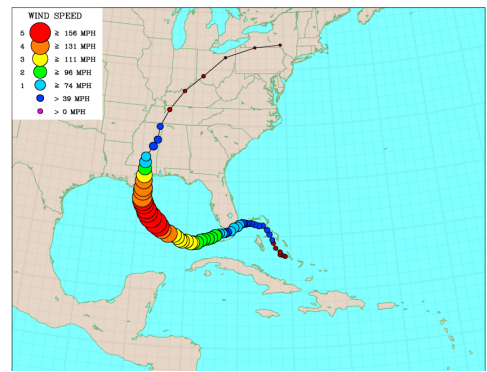 WIND SPEED
5 ≥ 156 MPH
4 ≥ 131 MPH
3 ≥ 111 MPH
2 ≥ 96 MPH
1 ≥ 74 MPH
> 39 MPH
> 0 MPH